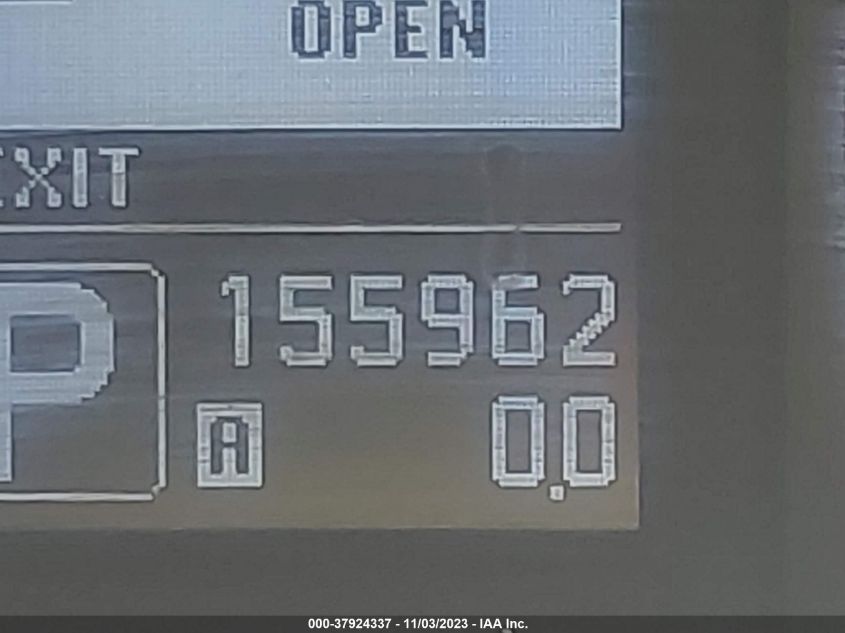 OPEN
EXIT
P 155962
A 0.0
000-37924337 - 11/03/2023 - IAA Inc.